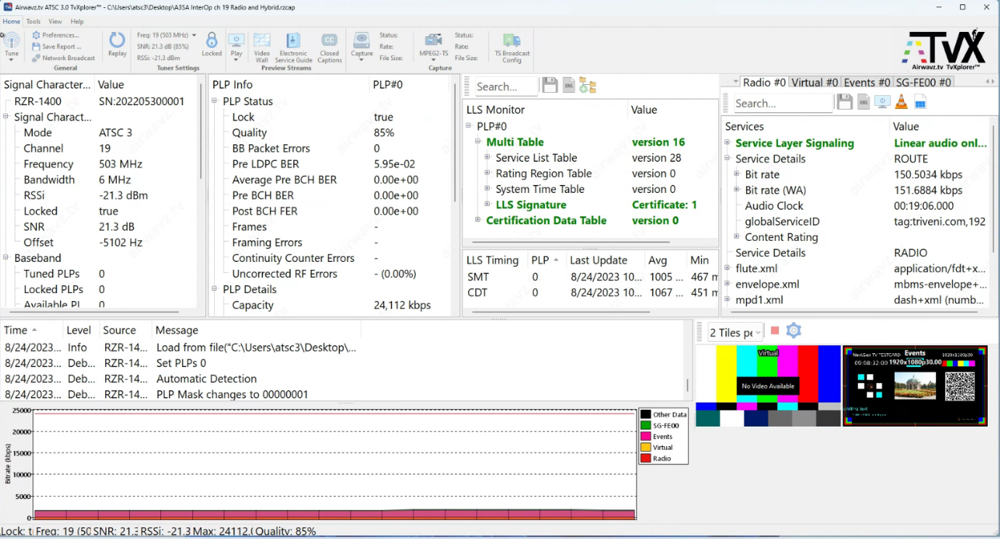 Airwavz.tv ATSC 3.0 TvXplorer™ - C:\Users\atsc3\Desktop\A3SA InterOp ch 19 Radio and Hybrid.rzcap
Home Tools View Help
Tune
Preferences...
Save Report ...
Network Broadcast
General
Replay
Freq: 19 (503 MHz)
SNR: 21.3 dB (85%)
RSSi: -21.3 dBm
Locked
Tuner Settings
Play
Video Wall
Electronic Service Guide
Closed Captions
Preview Streams
Capture
Status:
Rate:
File Size:
MPEG2-TS
Status:
Rate:
File Size:
Capture
TS Broadcast Config
ATVX
Airwavz.tv TvXplorer™
Signal Character... Value
RZR-1400 SN:202205300001
Signal Charact...
Mode ATSC 3
Channel 19
Frequency 503 MHz
Bandwidth 6 MHz
RSSi -21.3 dBm
Locked true
SNR 21.3 dB
Offset -5102 Hz
Baseband
Tuned PLPs 0
Locked PLPs 0
Available Pl 0
PLP Info PLP#0
PLP Status
Lock true
Quality 85%
BB Packet Errors 0
Pre LDPC BER 5.95e-02
Average Pre BCH BER 0.00e+00
Pre BCH BER 0.00e+00
Post BCH FER 0.00e+00
Frames -
Framing Errors -
Continuity Counter Errors -
Uncorrected RF Errors - (0.00%)
PLP Details
Capacity 24,112 kbps
Search...
XML
LLS Monitor Value
PLP#0
Multi Table version 16
Service List Table version 28
Rating Region Table version 0
System Time Table version 0
LLS Signature Certificate: 1
Certification Data Table version 0
LLS Timing PLP Last Update Avg Min
SMT 0 8/24/2023 10... 1005 ... 467 m
CDT 0 8/24/2023 10... 1067 ... 451 m
Radio #0 Virtual #0 Events #0 SG-FE00 #0
Search...
XML
Services Value
Service Layer Signaling Linear audio onl...
Service Details ROUTE
Bit rate 150.5034 kbps
Bit rate (WA) 151.6884 kbps
Audio Clock 00:19:06.000
globalServiceID tag:triveni.com,192
Content Rating
Service Details RADIO
flute.xml application/fdt+x...
envelope.xml mbms-envelope+...
mpd1.xml dash+xml (numb...
Time Level Source Message
8/24/2023... Info RZR-14... Load from file("C:\Users\atsc3\Desktop\...
8/24/2023... Deb... RZR-14... Set PLPs 0
8/24/2023... Deb... RZR-14... Automatic Detection
8/24/2023... Deb... RZR-14... PLP Mask changes to 00000001
2 Tiles pe
Virtual
No Video Available
NextGen TV TESTCARD Events 1920x1080p30
00:08:32:00 1920x1080p30.00
Bitrate (kbps)
25000
20000
15000
10000
5000
0
Other Data
SG-FE00
Events
Virtual
Radio
Lock: t Freq: 19 (50 SNR: 21.3 RSSi: -21.3 Max: 24112.0 Quality: 85%